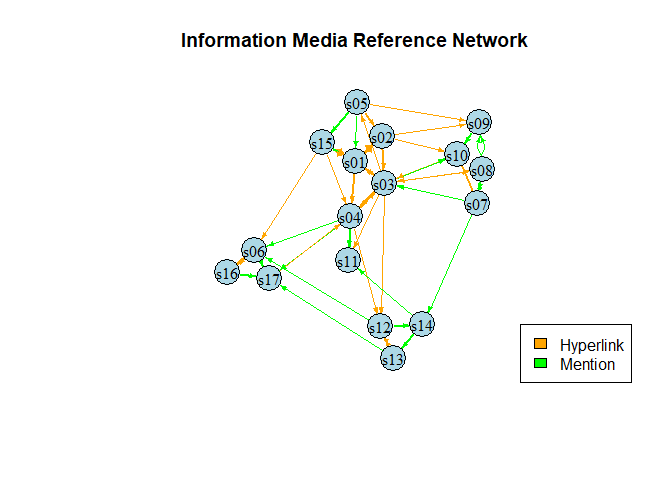 Information Media Reference Network
s05
s09
s02
s15
s10
s01
s08
s03
s07
s04
s06
s11
s16
s17
s14
s12
s13
Hyperlink
Mention